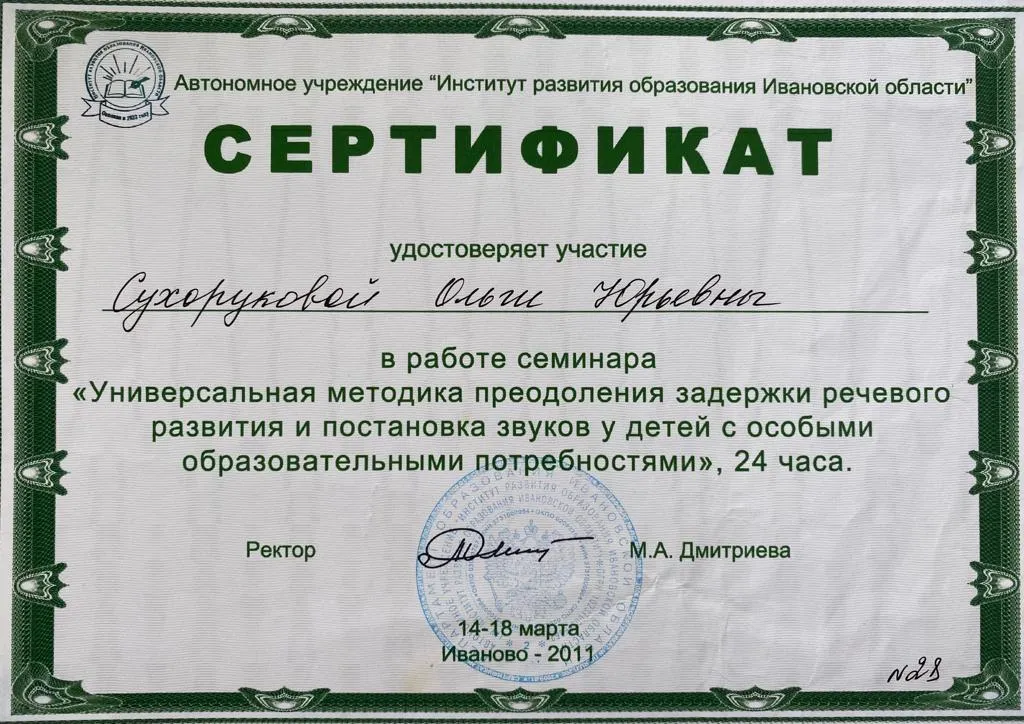 Автономное учреждение "Институт развития образования Ивановской области"
СЕРТИФИКАТ
удостоверяет участие
Сухоруковой Ольги Юрьевны
в работе семинара
«Универсальная методика преодоления задержки речевого
развития и постановка звуков у детей с особыми
образовательными потребностями», 24 часа.
Ректор М.А. Дмитриева
14-18 марта
Иваново - 2011